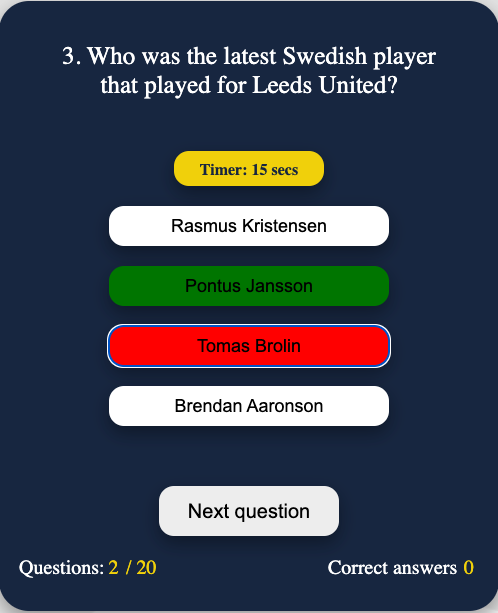 3. Who was the latest Swedish player
that played for Leeds United?
Timer: 15 secs
Rasmus Kristensen
Pontus Jansson
Tomas Brolin
Brendan Aaronson
Next question
Questions: 2 / 20
Correct answers 0